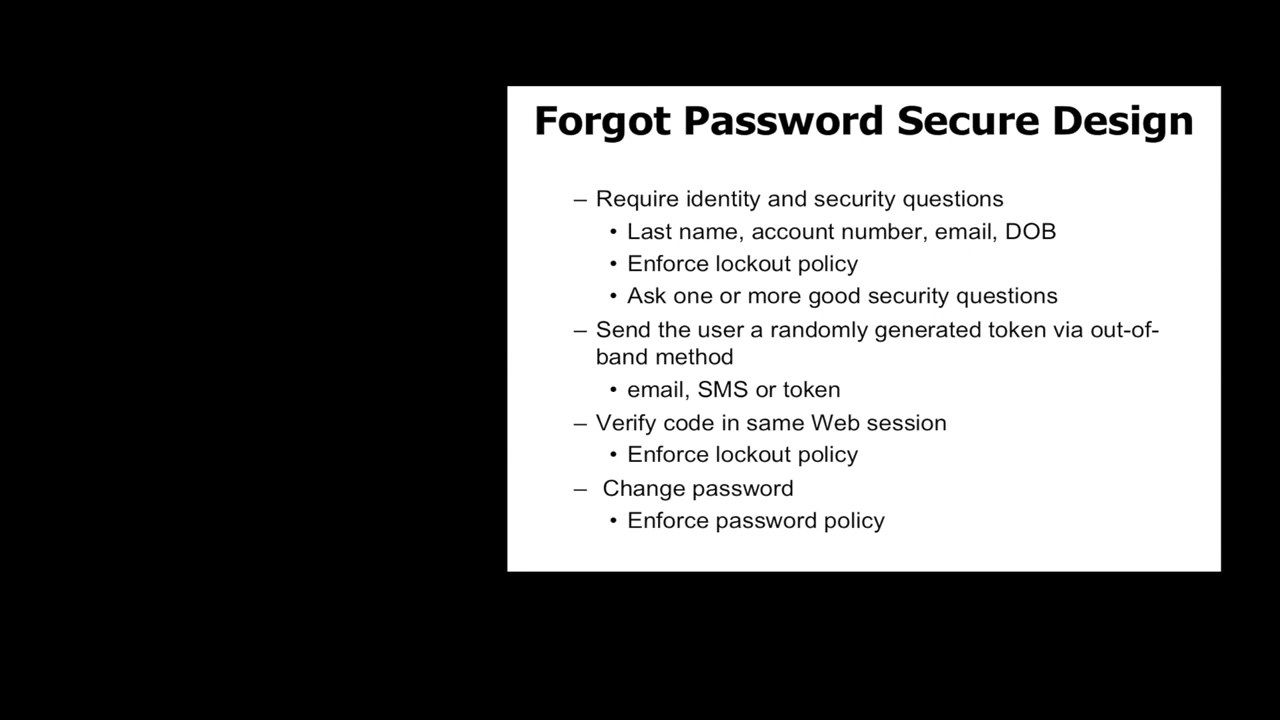 Forgot Password Secure Design
– Require identity and security questions
• Last name, account number, email, DOB
• Enforce lockout policy
• Ask one or more good security questions
– Send the user a randomly generated token via out-of-
band method
• email, SMS or token
– Verify code in same Web session
• Enforce lockout policy
– Change password
• Enforce password policy